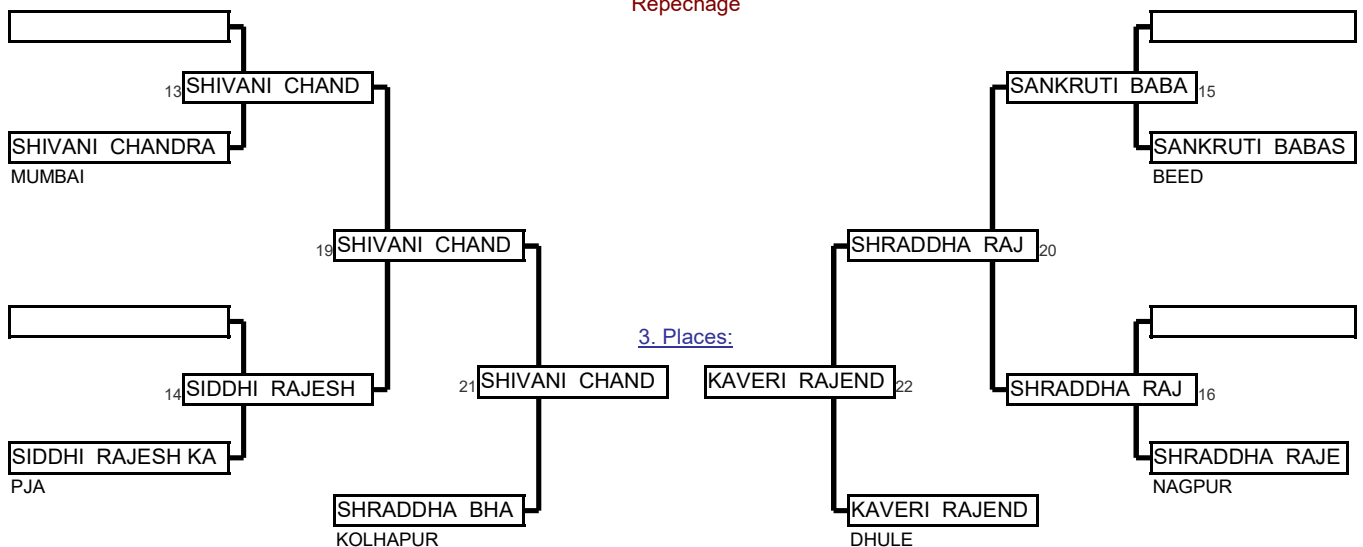 Repechage
13 SHIVANI CHAND
SANKRUTI BABA 15
SHIVANI CHANDRA
MUMBAI
SANKRUTI BABAS
BEED
19 SHIVANI CHAND
SHRADDHA RAJ 20
3. Places:
14 SIDDHI RAJESH
21 SHIVANI CHAND
KAVERI RAJEND 22
SHRADDHA RAJ 16
SIDDHI RAJESH KA
PJA
SHRADDHA RAJE
NAGPUR
SHRADDHA BHA
KOLHAPUR
KAVERI RAJEND
DHULE